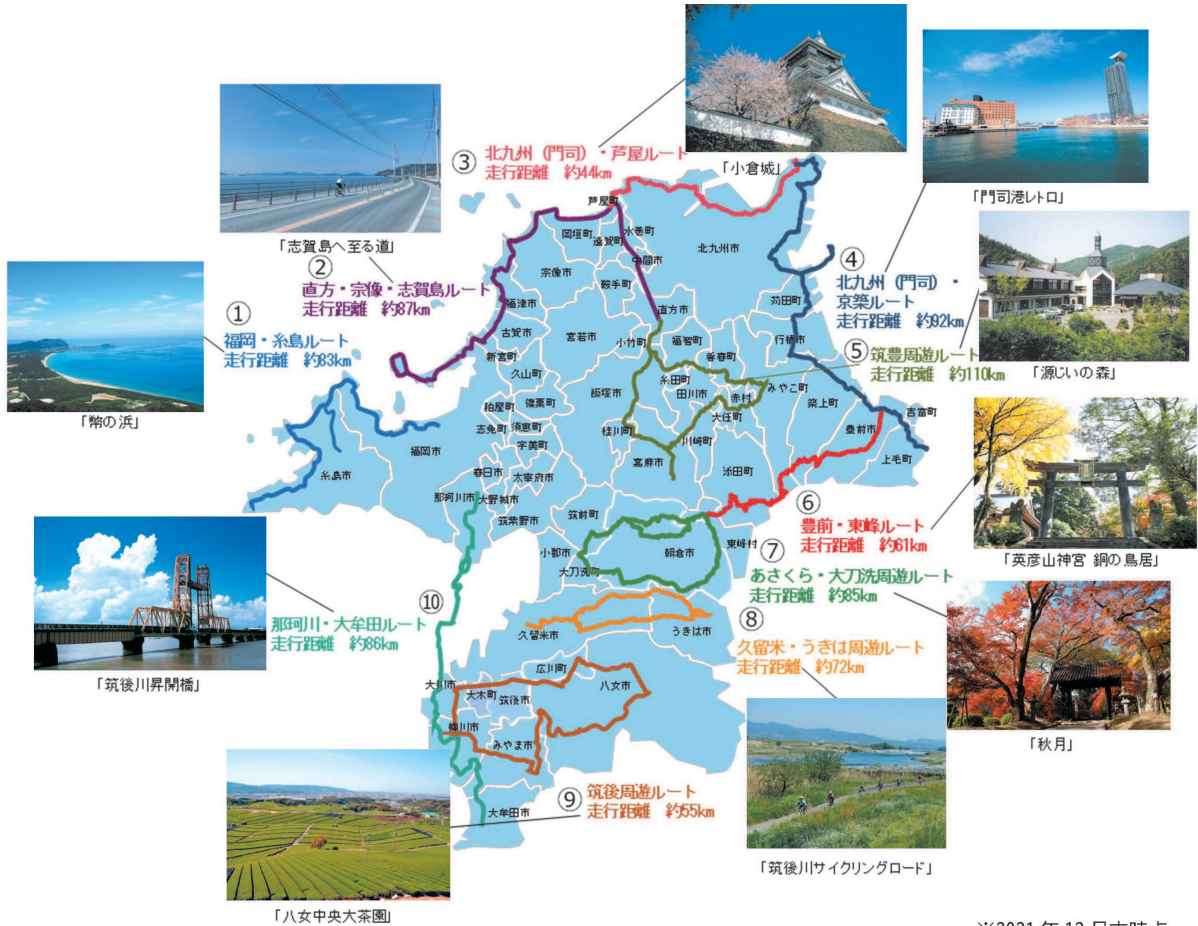 「小倉城」
「門司港レトロ」
「志賀島へ至る道」
③
北九州（門司）・芦屋ルート
走行距離　約44km
②
直方・宗像・志賀島ルート
走行距離　約87km
①
福岡・糸島ルート
走行距離　約83km
「幣の浜」
④
北九州（門司）・
京築ルート
走行距離　約92km
「源じいの森」
⑤
筑豊周遊ルート
走行距離　約110km
⑥
豊前・東峰ルート
走行距離　約61km
「英彦山神宮 銅の鳥居」
⑦
あさくら・大刀洗周遊ルート
走行距離　約85km
「秋月」
⑧
久留米・うきは周遊ルート
走行距離　約72km
「筑後川サイクリングロード」
⑩
那珂川・大牟田ルート
走行距離　約86km
「筑後川昇開橋」
⑨
筑後周遊ルート
走行距離　約55km
「八女中央大茶園」
芦屋町
岡垣町
水巻町
遠賀町
北九州市
中間市
宗像市
鞍手町
苅田町
福津市
直方市
古賀市
宮若市
小竹町
福智町
行橋市
新宮町
香春町
久山町
糸田町
みやこ町
飯塚市
田川市
赤村
築上町
粕屋町
篠栗町
大任町
吉富町
志免町
須恵町
桂川町
川崎町
豊前市
福岡市
宇美町
上毛町
糸島市
春日市
太宰府市
嘉麻市
添田町
那珂川市
大野城市
筑紫野市
筑前町
東峰村
小郡市
朝倉市
大刀洗町
久留米市
うきは市
広川町
大川市
大木町
筑後市
八女市
柳川市
みやま市
大牟田市
※2021 年 12 月末時点